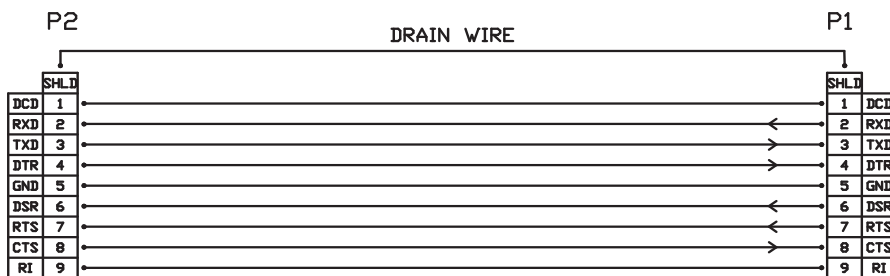 P2 P1
DRAIN WIRE
SHLD SHLD
DCD 1 1 DCD
RXD 2 2 RXD
TXD 3 3 TXD
DTR 4 4 DTR
GND 5 5 GND
DSR 6 6 DSR
RTS 7 7 RTS
CTS 8 8 CTS
RI 9 9 RI